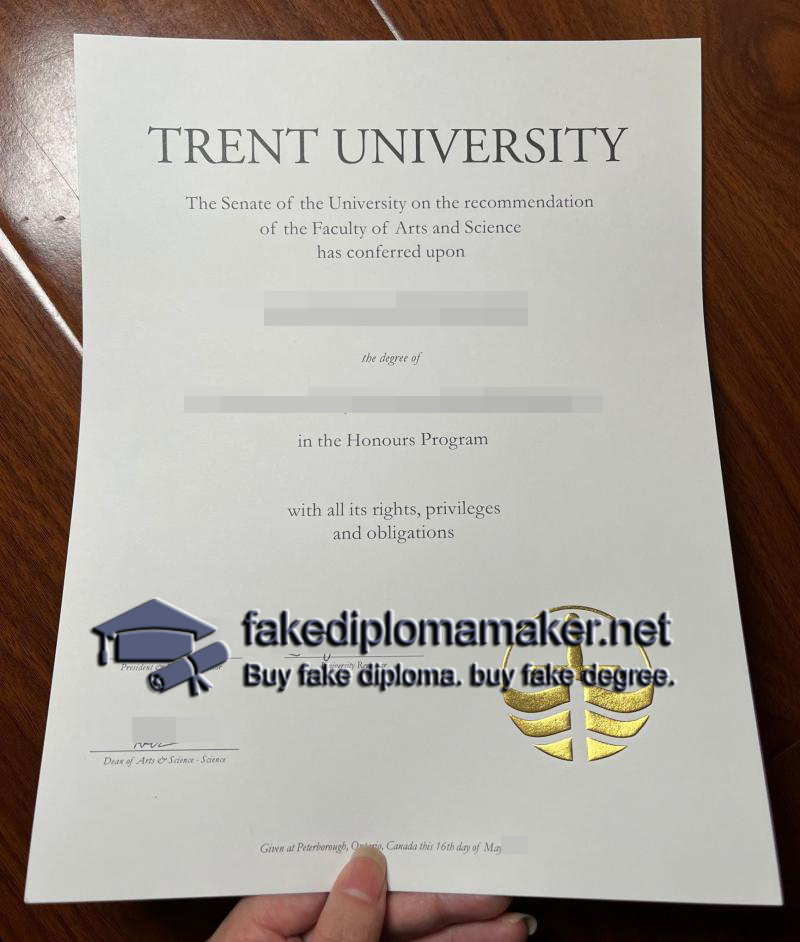 TRENT UNIVERSITY
The Senate of the University on the recommendation
of the Faculty of Arts and Science
has conferred upon
the degree of
in the Honours Program
with all its rights, privileges
and obligations
fakediplomamaker.net
President
Buy fake diploma. buy fake degree.
Dean of Arts & Science - Science
Given at Peterborough, Ontario, Canada this 16th day of May